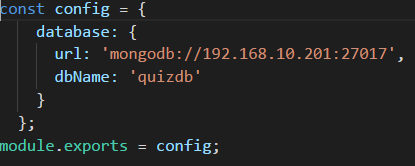 const config = {
database: {
url: 'mongodb://192.168.10.201:27017',
dbName: 'quizdb'
}
};
module.exports = config;